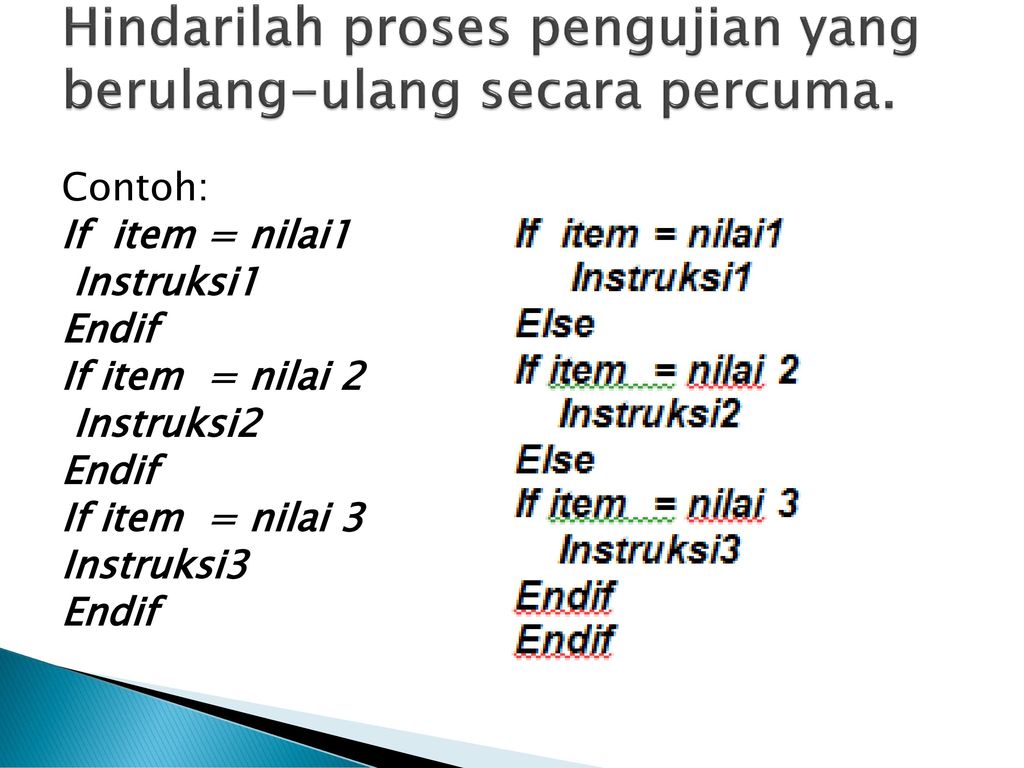 Hindarilah proses pengujian yang
berulang-ulang secara percuma.
Contoh:
If item = nilai1
Instruksi1
Endif
If item = nilai 2
Instruksi2
Endif
If item = nilai 3
Instruksi3
Endif
If item = nilai1
Instruksi1
Else
If item = nilai 2
Instruksi2
Else
If item = nilai 3
Instruksi3
Endif
Endif